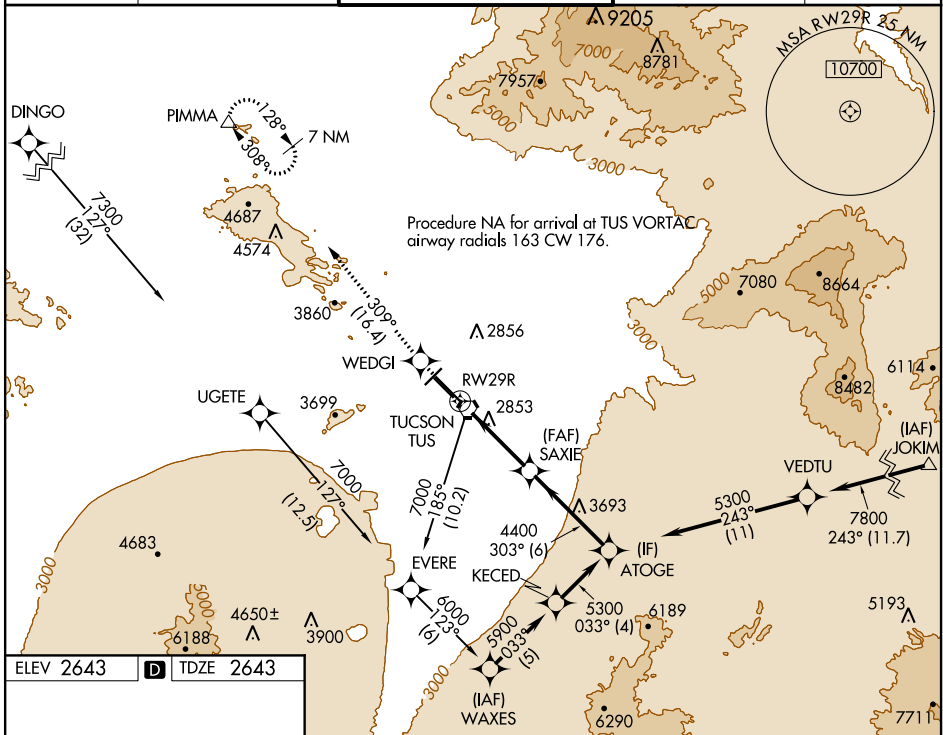 9205
7000
8781
7957
5000
3000
MSA RW29R 25 NM
10700
DINGO
PIMMA
128°
7 NM
308°
7300
127°
(32)
4687
4574
Procedure NA for arrival at TUS VORTAC
airway radials 163 CW 176.
5000
7080
8664
309°
(16.4)
3860
2856
3000
WEDGI
8482
6114
RW29R
UGETE
3699
TUCSON
TUS
2853
(FAF)
SAXIE
(IAF)
JOKIM
VEDTU
7000
127°
(12.5)
7000
185°
(10.2)
5300
243°
(11)
7800
243° (11.7)
3693
4400
303° (6)
(IF)
ATOGE
4683
EVERE
KECED
3000
5000
4650±
6188
3900
6000
123°
(6)
5900
033°
(5)
5300
033° (4)
6189
5193
ELEV 2643 D TDZE 2643
3000
(IAF)
WAXES
6290
7711